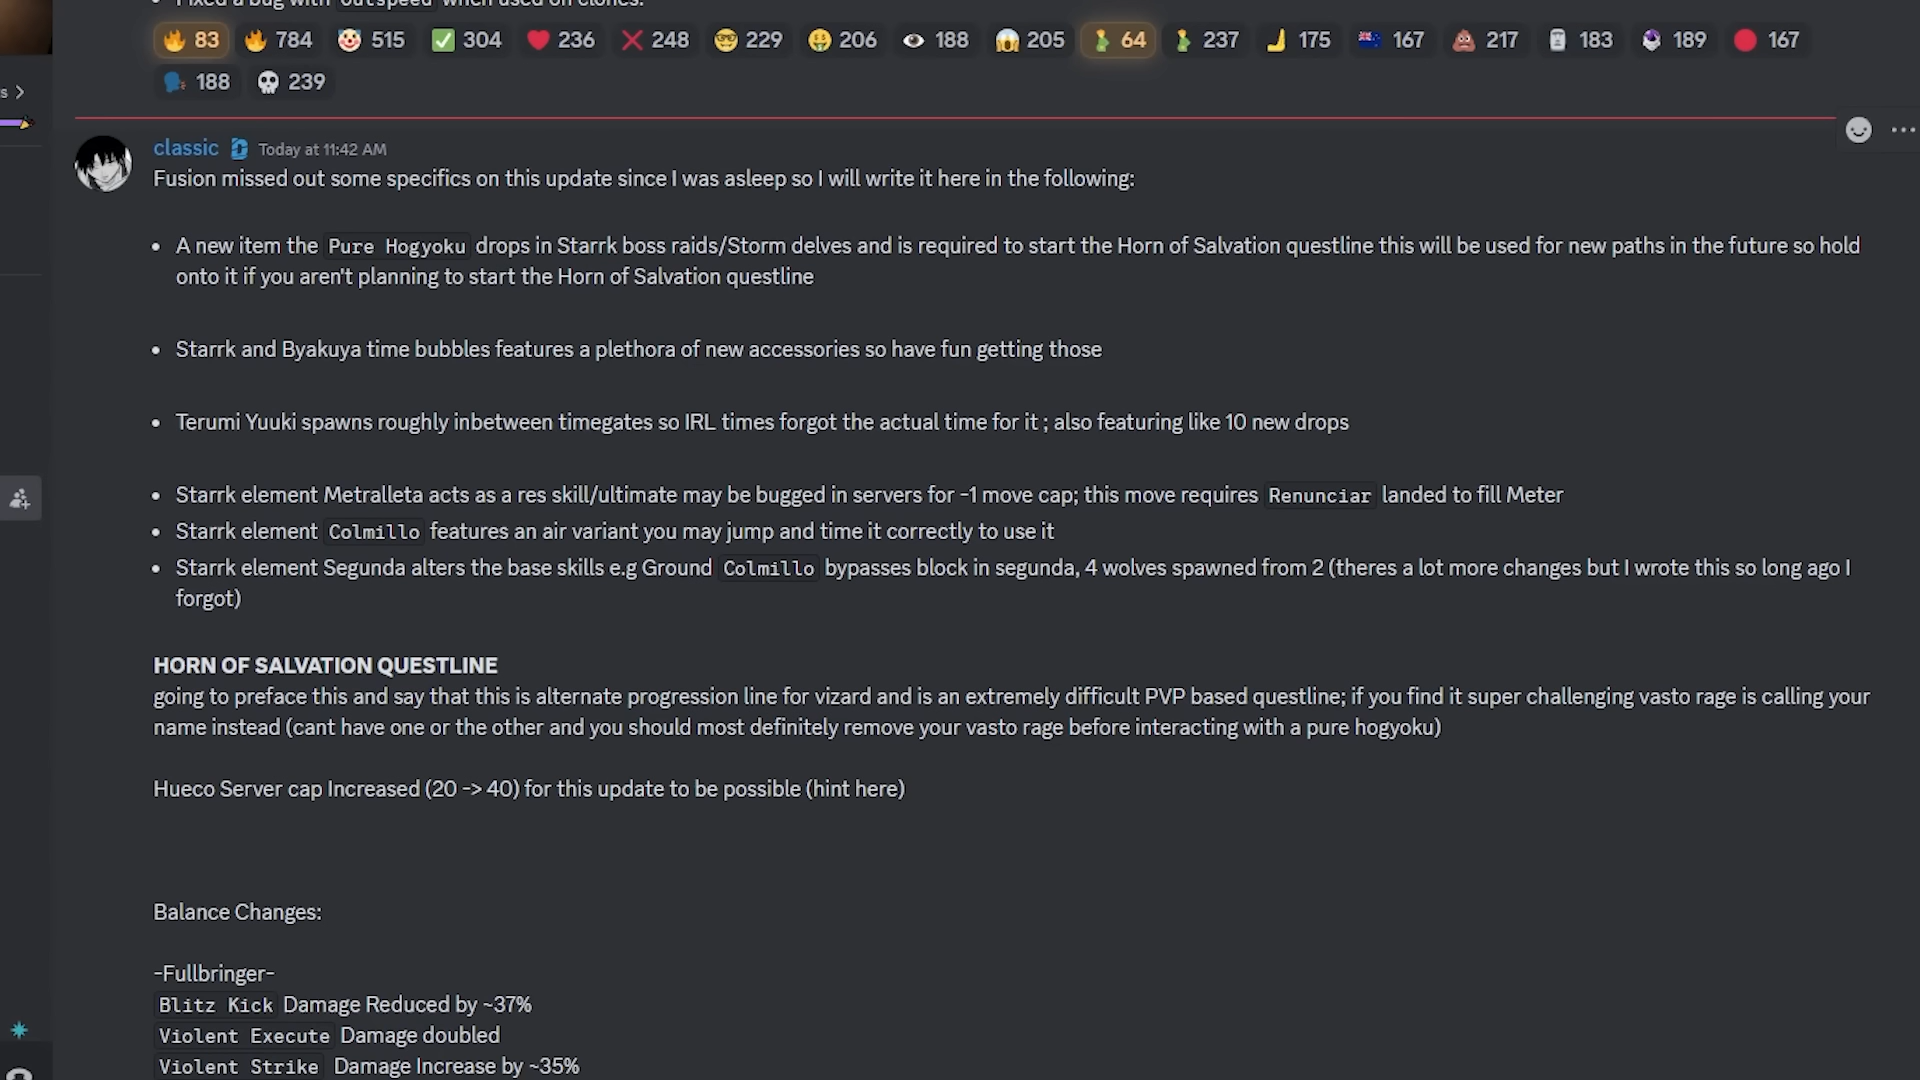 Fixed a bug with outspeed when used on clones.
83 784 515 304 236 248 229 206 188 205 64 237 175 167 217 183 189 167
188 239
s
classic Today at 11:42 AM
Fusion missed out some specifics on this update since I was asleep so I will write it here in the following:
• A new item the Pure Hogyoku drops in Starrk boss raids/Storm delves and is required to start the Horn of Salvation questline this will be used for new paths in the future so hold
onto it if you aren't planning to start the Horn of Salvation questline
• Starrk and Byakuya time bubbles features a plethora of new accessories so have fun getting those
• Terumi Yuuki spawns roughly inbetween timegates so IRL times forgot the actual time for it ; also featuring like 10 new drops
• Starrk element Metralleta acts as a res skill/ultimate may be bugged in servers for -1 move cap; this move requires Renunciar landed to fill Meter
• Starrk element Colmillo features an air variant you may jump and time it correctly to use it
• Starrk element Segunda alters the base skills e.g Ground Colmillo bypasses block in segunda, 4 wolves spawned from 2 (theres a lot more changes but I wrote this so long ago I
forgot)
HORN OF SALVATION QUESTLINE
going to preface this and say that this is alternate progression line for vizard and is an extremely difficult PVP based questline; if you find it super challenging vasto rage is calling your
name instead (cant have one or the other and you should most definitely remove your vasto rage before interacting with a pure hogyoku)
Hueco Server cap Increased (20 -> 40) for this update to be possible (hint here)
Balance Changes:
-Fullbringer-
Blitz Kick Damage Reduced by ~37%
Violent Execute Damage doubled
Violent Strike Damage Increase by ~35%